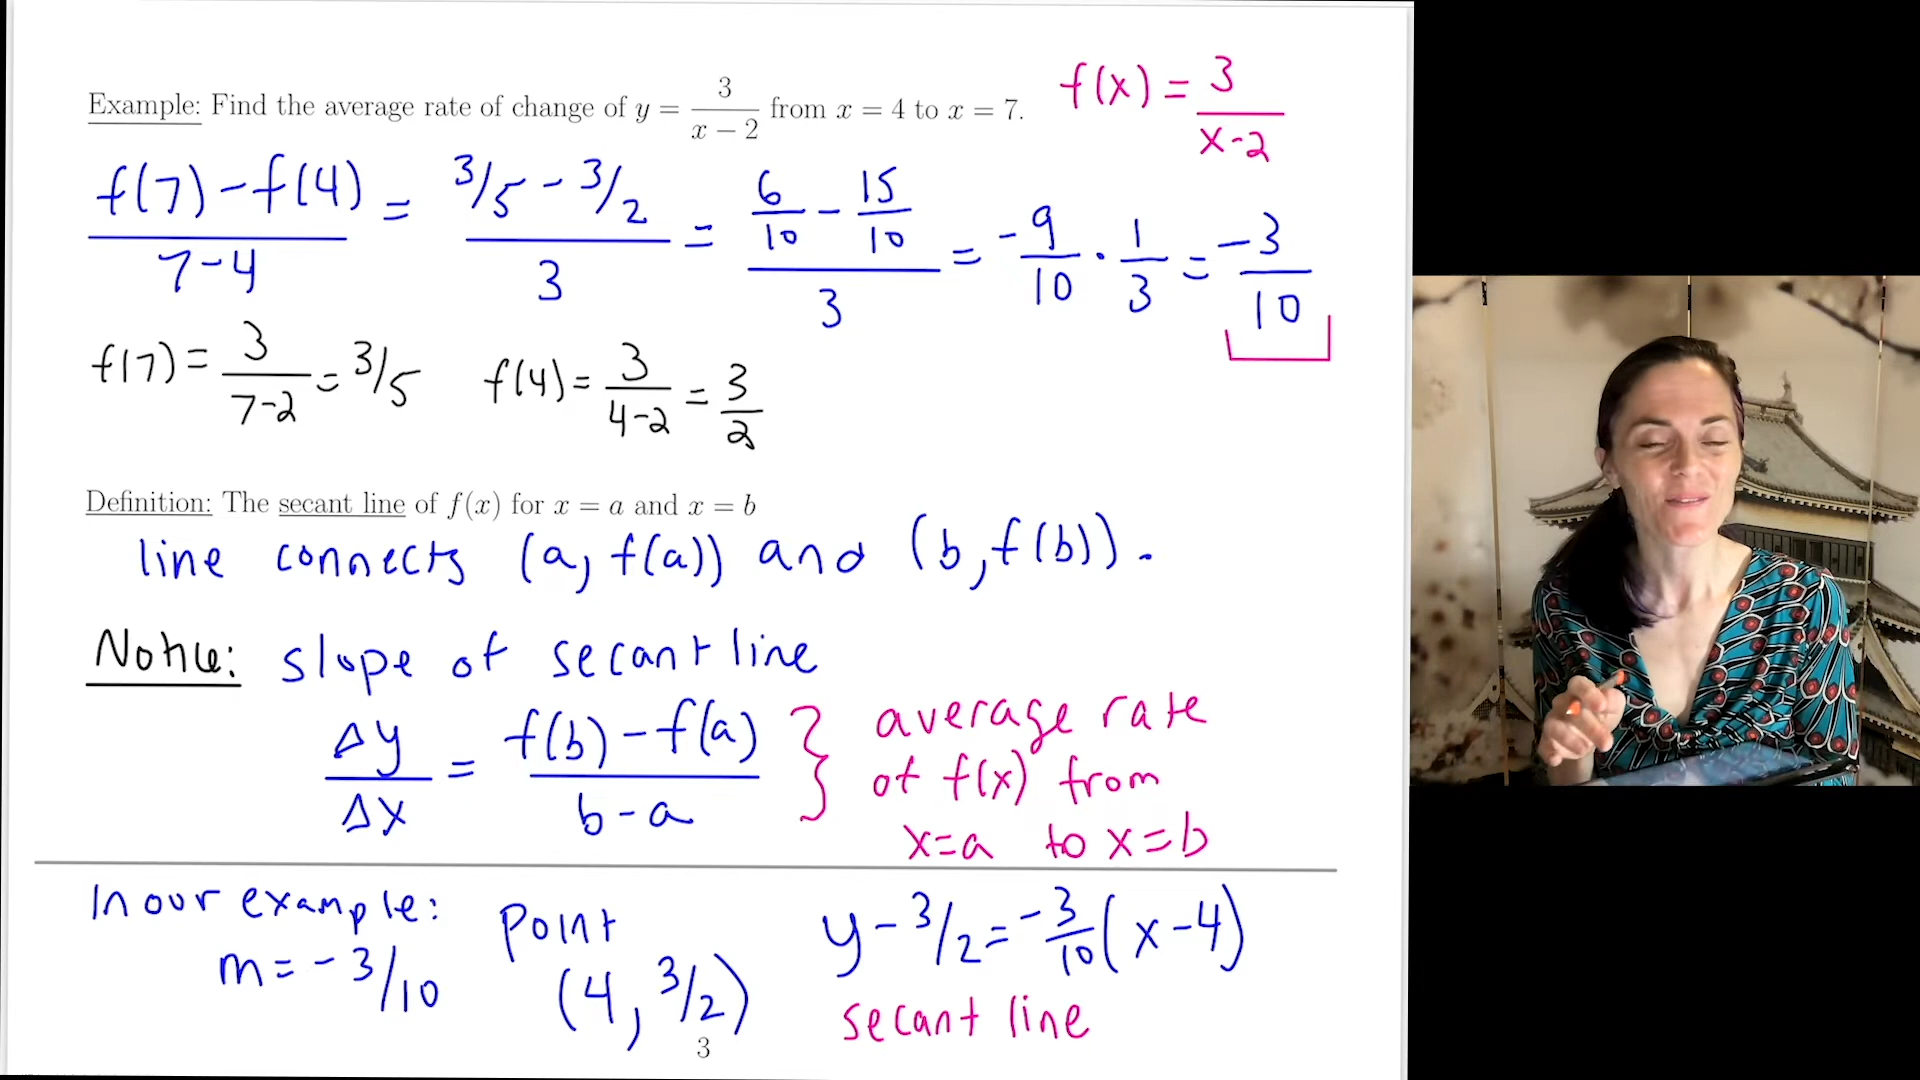 Example: Find the average rate of change of y = 3/(x − 2) from x = 4 to x = 7.
f(x) = 3/(x-2)
(f(7) - f(4))/(7-4) = (3/5 - 3/2)/3 = (6/10 - 15/10)/3 = -9/10 · 1/3 = -3/10
f(7) = 3/(7-2) = 3/5 f(4) = 3/(4-2) = 3/2
Definition: The secant line of f(x) for x = a and x = b
line connects (a, f(a)) and (b, f(b)).
Notice: slope of secant line
Δy/Δx = (f(b) - f(a))/(b-a) } average rate
of f(x) from
x=a to x=b
In our example:
m = -3/10
Point
(4, 3/2)
y - 3/2 = -3/10 (x-4)
secant line
3